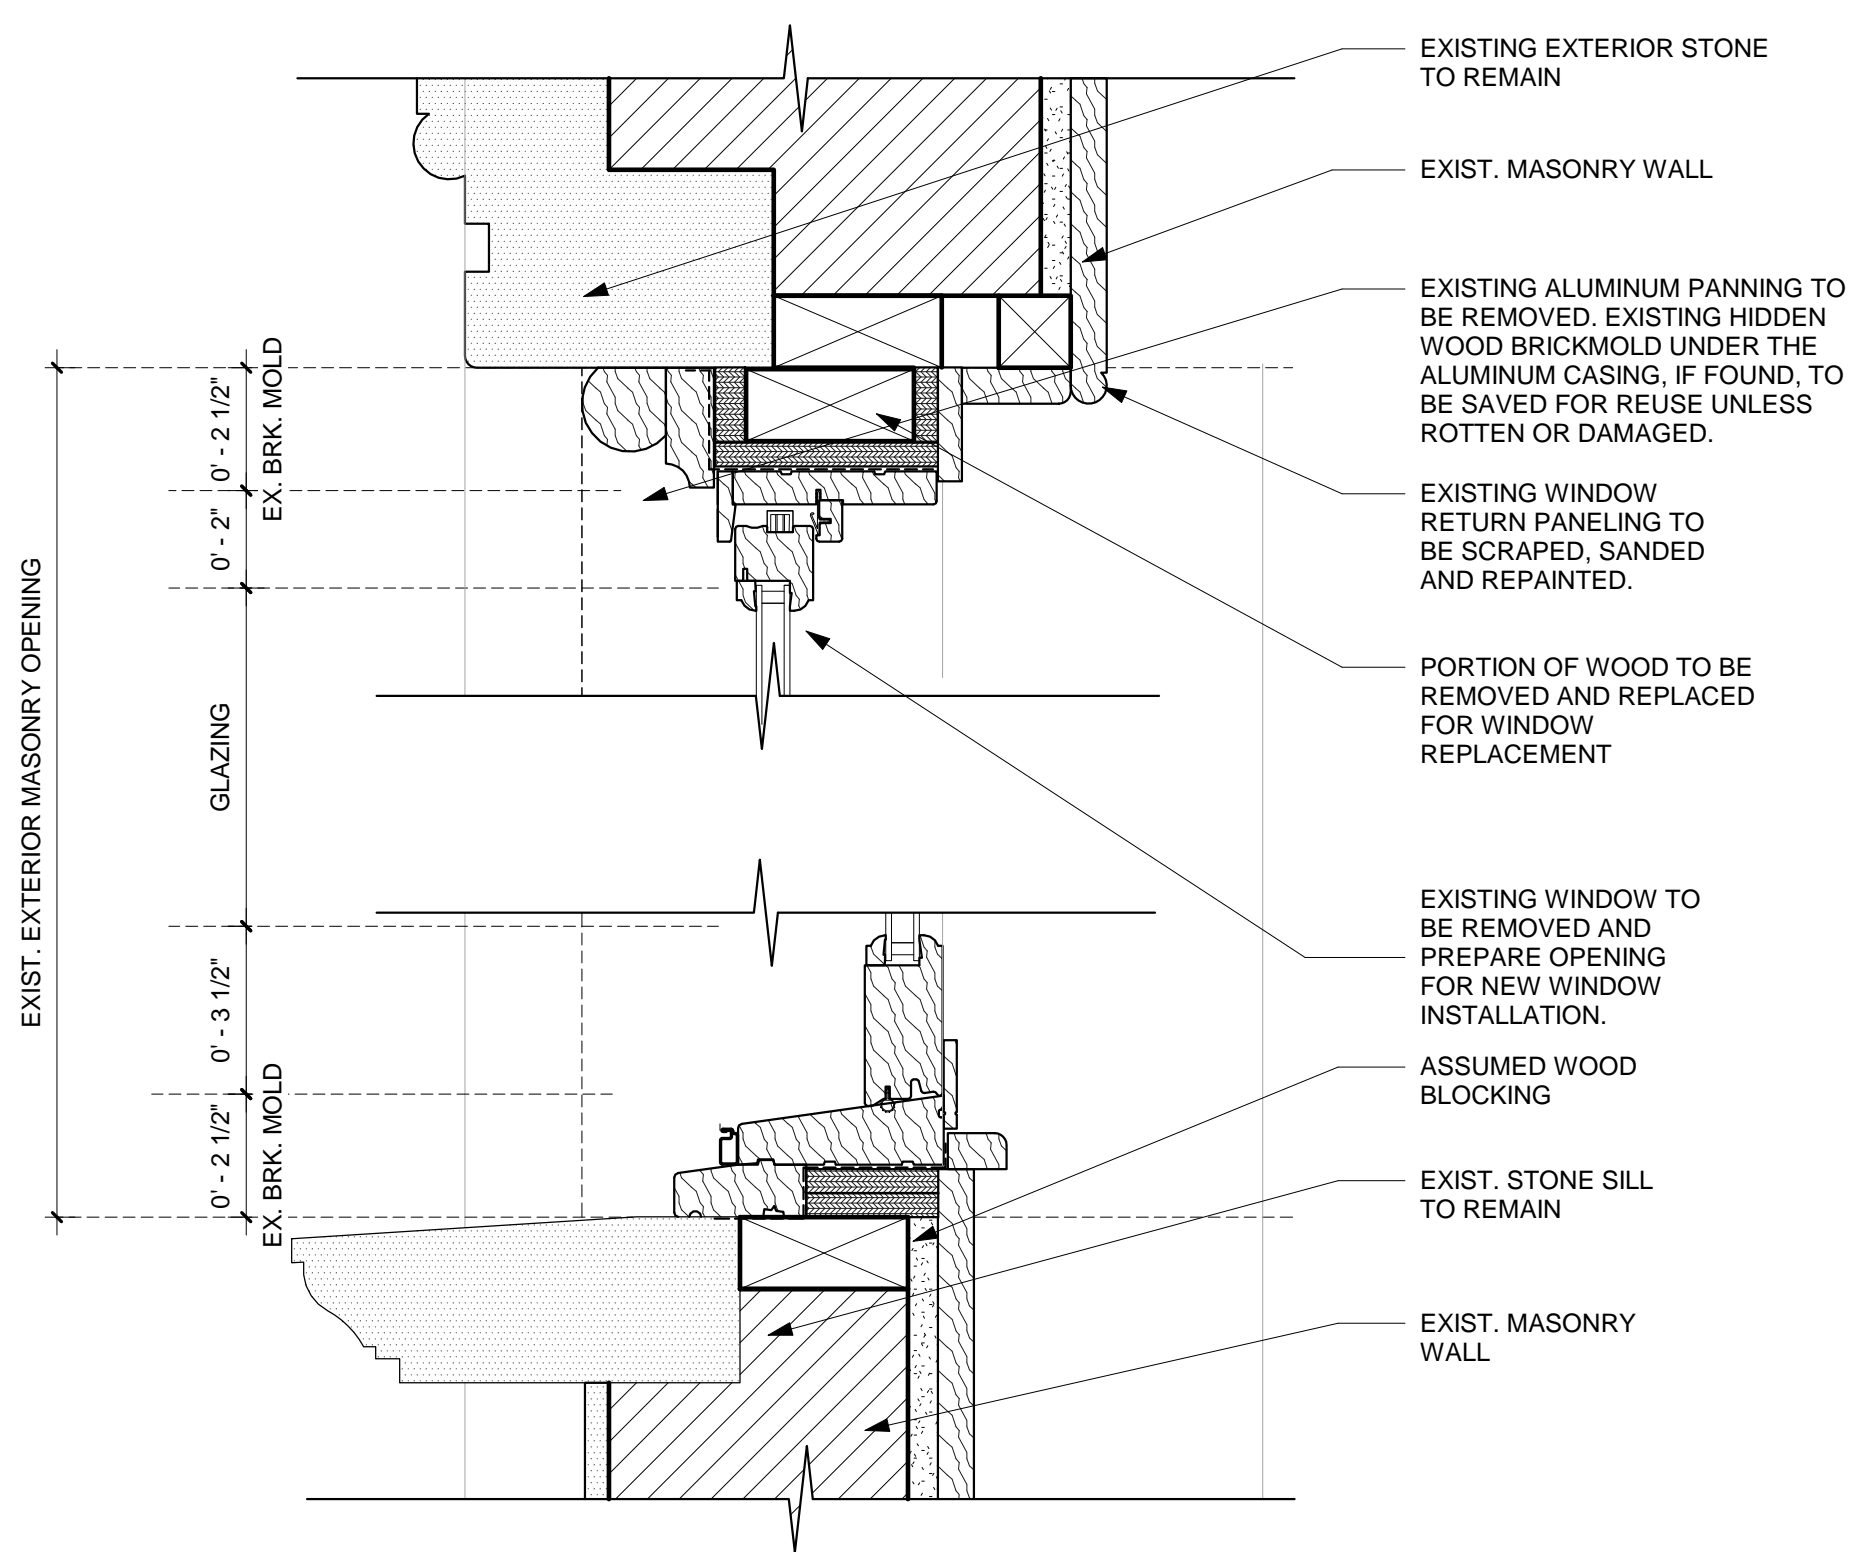 EXISTING EXTERIOR STONE
TO REMAIN
EXIST. MASONRY WALL
EXISTING ALUMINUM PANNING TO
BE REMOVED. EXISTING HIDDEN
WOOD BRICKMOLD UNDER THE
ALUMINUM CASING, IF FOUND, TO
BE SAVED FOR REUSE UNLESS
ROTTEN OR DAMAGED.
EXISTING WINDOW
RETURN PANELING TO
BE SCRAPED, SANDED
AND REPAINTED.
PORTION OF WOOD TO BE
REMOVED AND REPLACED
FOR WINDOW
REPLACEMENT
EXISTING WINDOW TO
BE REMOVED AND
PREPARE OPENING
FOR NEW WINDOW
INSTALLATION.
ASSUMED WOOD
BLOCKING
EXIST. STONE SILL
TO REMAIN
EXIST. MASONRY
WALL
EXIST. EXTERIOR MASONRY OPENING
0' - 2 1/2"
EX. BRK. MOLD
0' - 2"
GLAZING
0' - 3 1/2"
0' - 2 1/2"
EX. BRK. MOLD